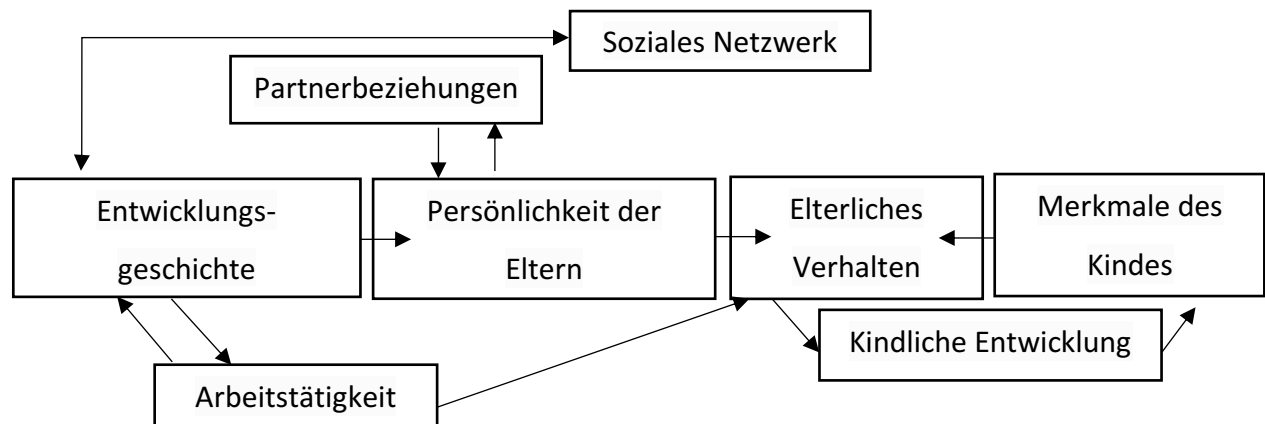 Soziales Netzwerk
Partnerbeziehungen
Entwicklungs-
geschichte
Persönlichkeit der
Eltern
Elterliches
Verhalten
Merkmale des
Kindes
Kindliche Entwicklung
Arbeitstätigkeit